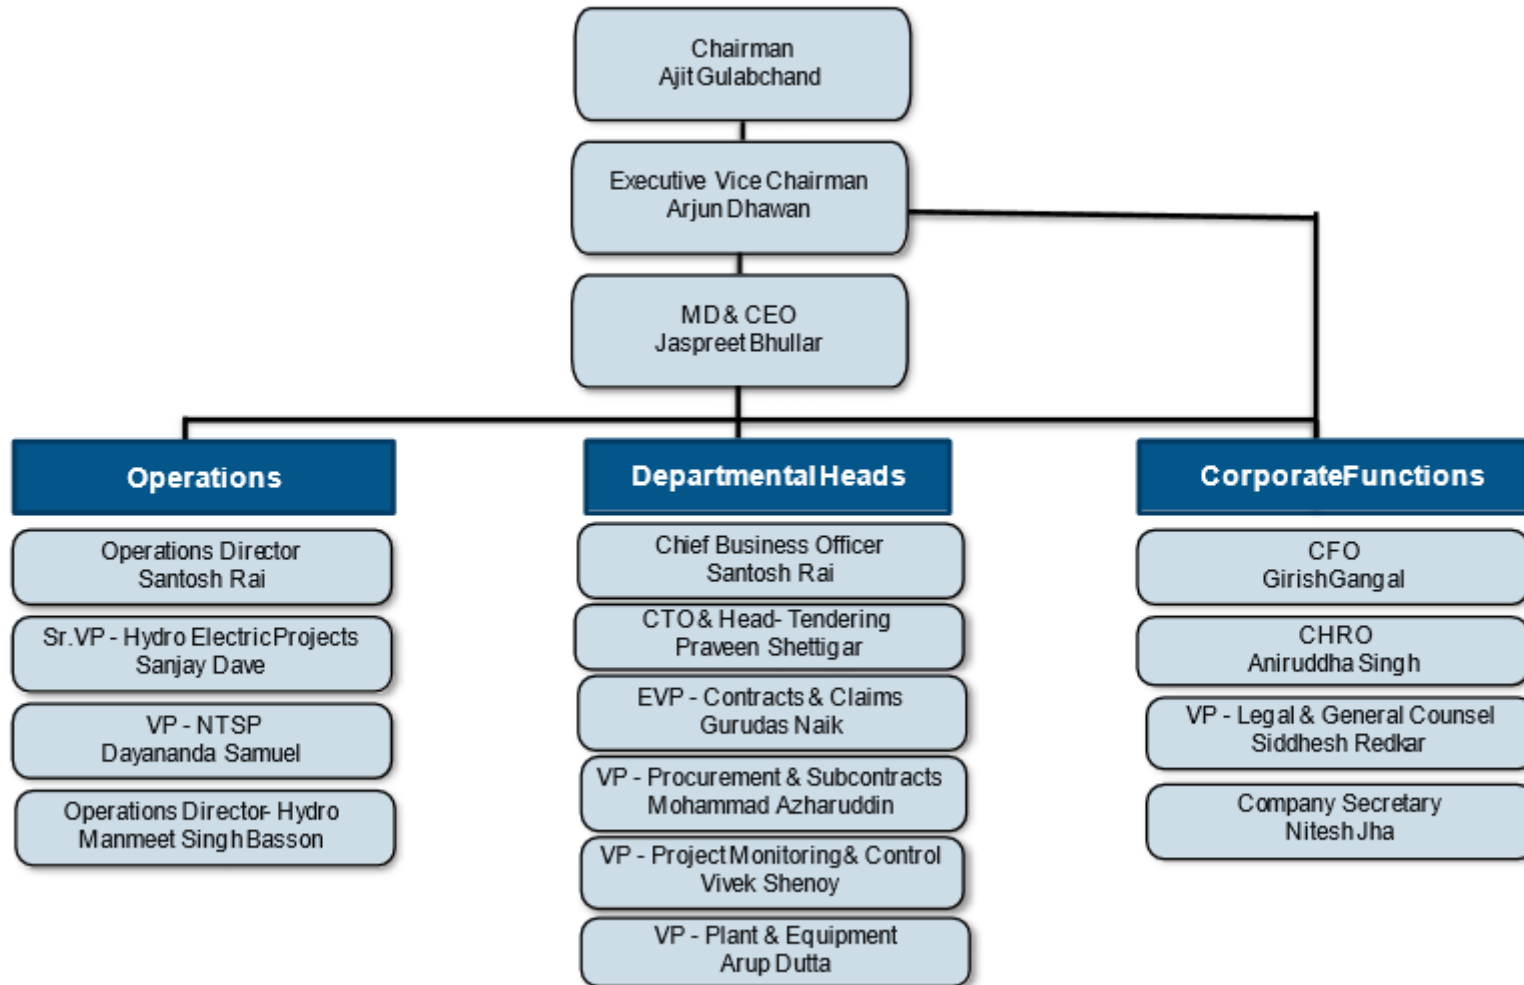 Chairman
Ajit Gulabchand
Executive Vice Chairman
Arjun Dhawan
MD & CEO
Jaspreet Bhullar
Operations
Operations Director
Santosh Rai
Sr.VP - Hydro Electric Projects
Sanjay Dave
VP - NTSP
Dayananda Samuel
Operations Director- Hydro
Manmeet Singh Basson
Departmental Heads
Chief Business Officer
Santosh Rai
CTO & Head- Tendering
Praveen Shettigar
EVP - Contracts & Claims
Gurudas Naik
VP - Procurement & Subcontracts
Mohammad Azharuddin
VP - Project Monitoring & Control
Vivek Shenoy
VP - Plant & Equipment
Arup Dutta
Corporate Functions
CFO
Girish Gangal
CHRO
Aniruddha Singh
VP - Legal & General Counsel
Siddhesh Redkar
Company Secretary
Nitesh Jha